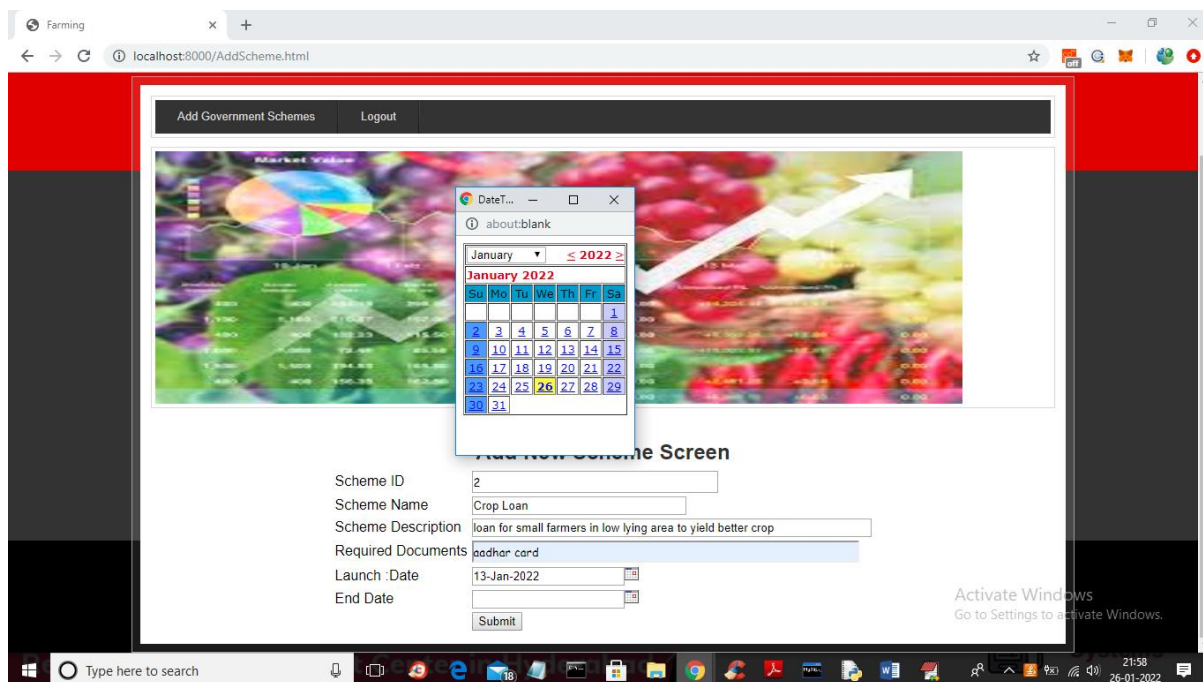 Farming
localhost:8000/AddScheme.html
off
Add Government Schemes Logout
Market Value
DateT...
about:blank
January < 2022 >
January 2022
Su Mo Tu We Th Fr Sa
1
2 3 4 5 6 7 8
9 10 11 12 13 14 15
16 17 18 19 20 21 22
23 24 25 26 27 28 29
30 31
Add New Scheme Screen
Scheme ID 2
Scheme Name Crop Loan
Scheme Description loan for small farmers in low lying area to yield better crop
Required Documents aadhar card
Launch :Date 13-Jan-2022
End Date
Submit
Activate Windows
Go to Settings to activate Windows.
Type here to search
18
21:58
26-01-2022